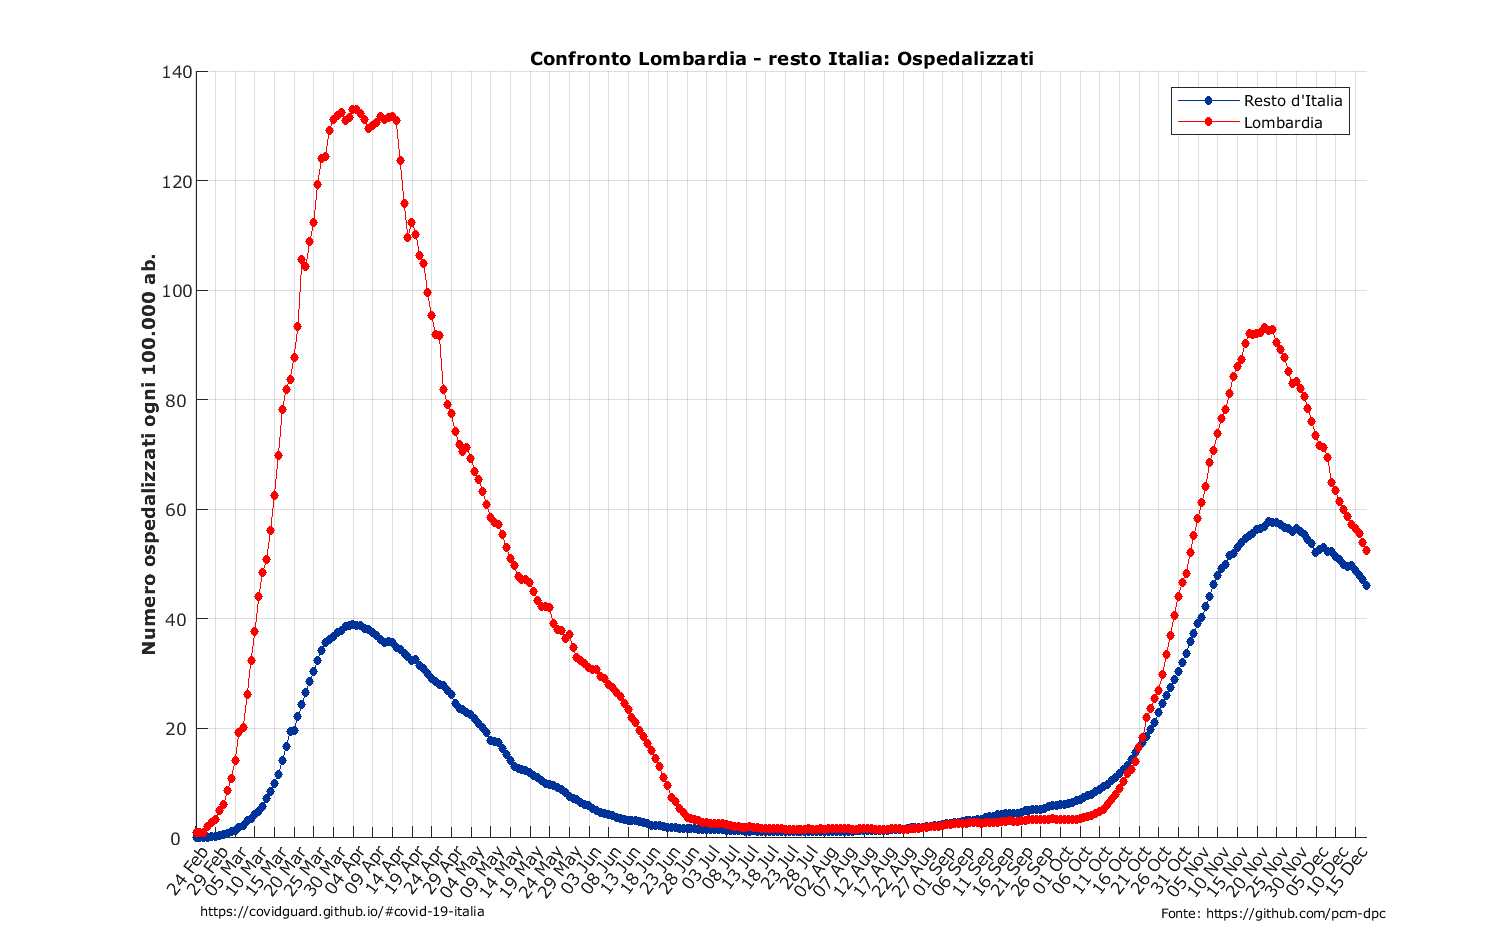 Confronto Lombardia - resto Italia: Ospedalizzati
Resto d'Italia
Lombardia
Numero ospedalizzati ogni 100.000 ab.
140
120
100
80
60
40
20
0
24 Feb
29 Feb
05 Mar
10 Mar
15 Mar
20 Mar
25 Mar
30 Mar
04 Apr
09 Apr
14 Apr
19 Apr
24 Apr
29 Apr
04 May
09 May
14 May
19 May
24 May
29 May
03 Jun
08 Jun
13 Jun
18 Jun
23 Jun
28 Jun
03 Jul
08 Jul
13 Jul
18 Jul
23 Jul
28 Jul
02 Aug
07 Aug
12 Aug
17 Aug
22 Aug
27 Aug
01 Sep
06 Sep
11 Sep
16 Sep
21 Sep
26 Sep
01 Oct
06 Oct
11 Oct
16 Oct
21 Oct
26 Oct
31 Oct
05 Nov
10 Nov
15 Nov
20 Nov
25 Nov
30 Nov
05 Dec
10 Dec
15 Dec
https://covidguard.github.io/#covid-19-italia
Fonte: https://github.com/pcm-dpc